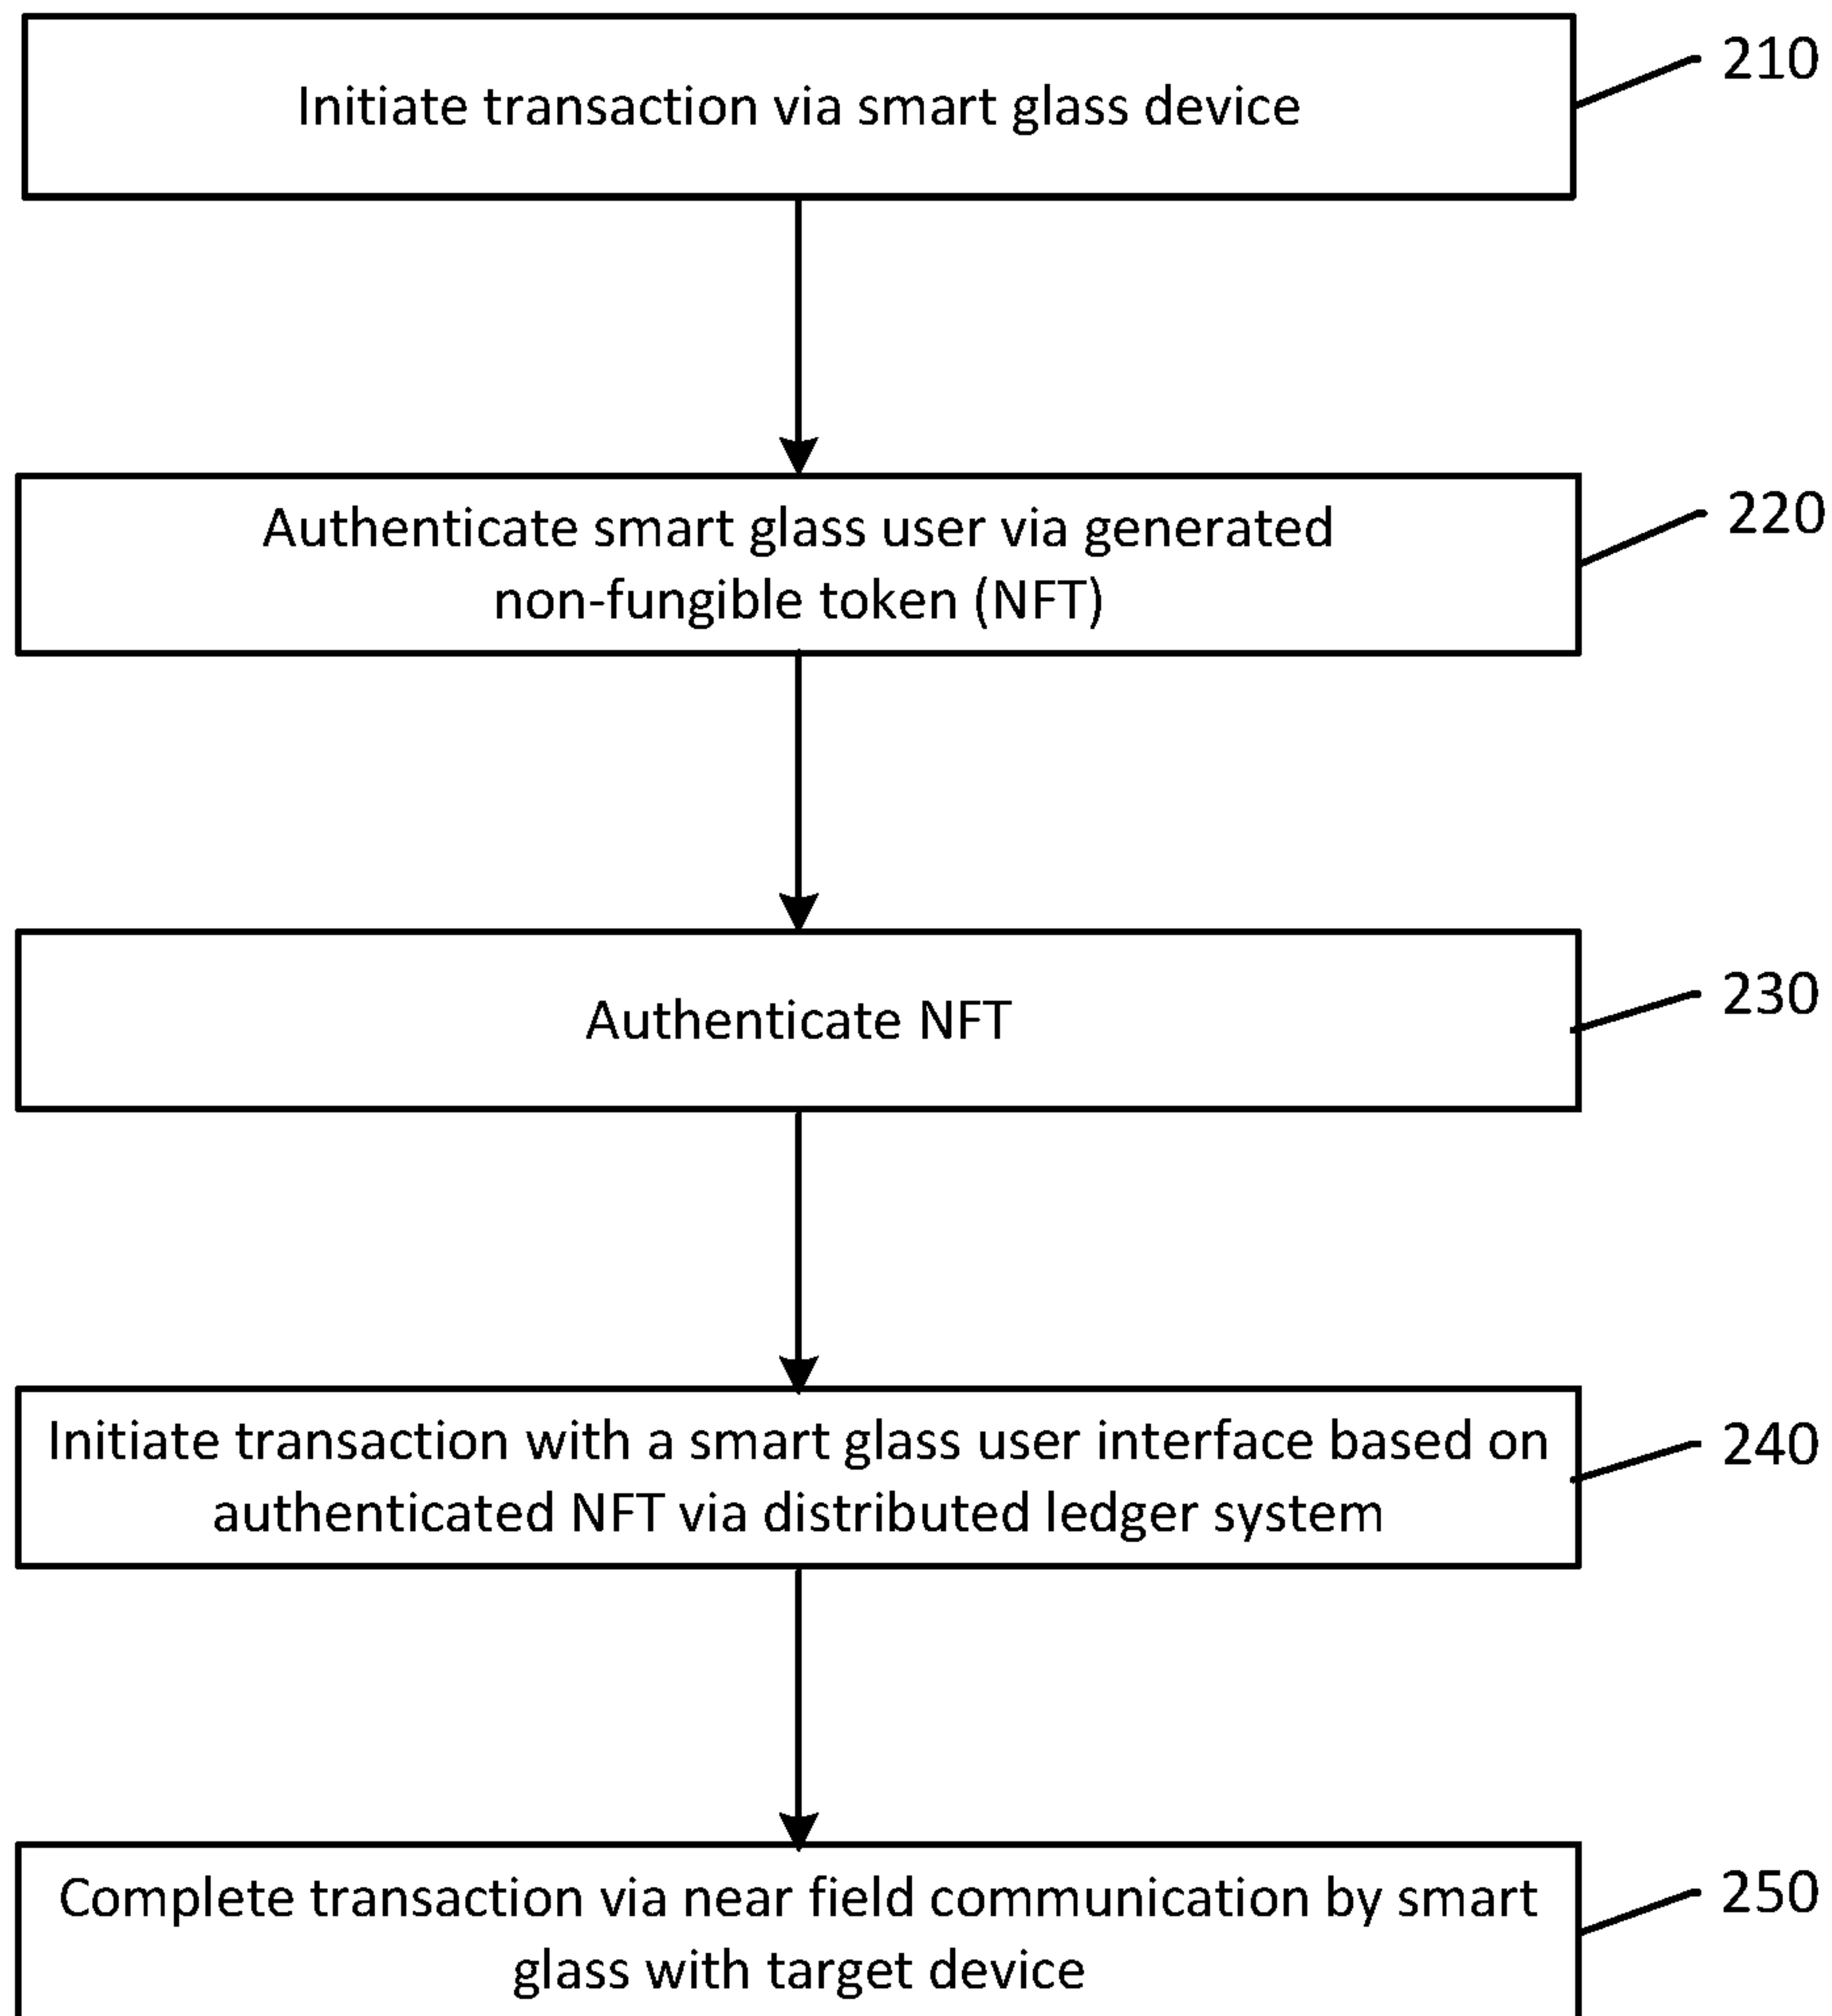 Initiate transaction via smart glass device
210
Authenticate smart glass user via generated
non-fungible token (NFT)
220
Authenticate NFT
230
Initiate transaction with a smart glass user interface based on
authenticated NFT via distributed ledger system
240
Complete transaction via near field communication by smart
glass with target device
250